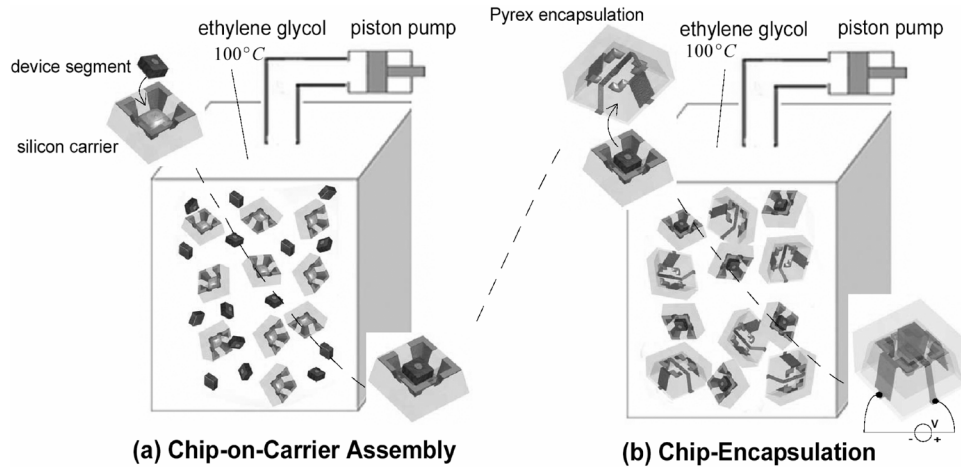 ethylene glycol
100°C
piston pump
device segment
silicon carrier
(a) Chip-on-Carrier Assembly
Pyrex encapsulation
ethylene glycol
100°C
piston pump
V
- +
(b) Chip-Encapsulation